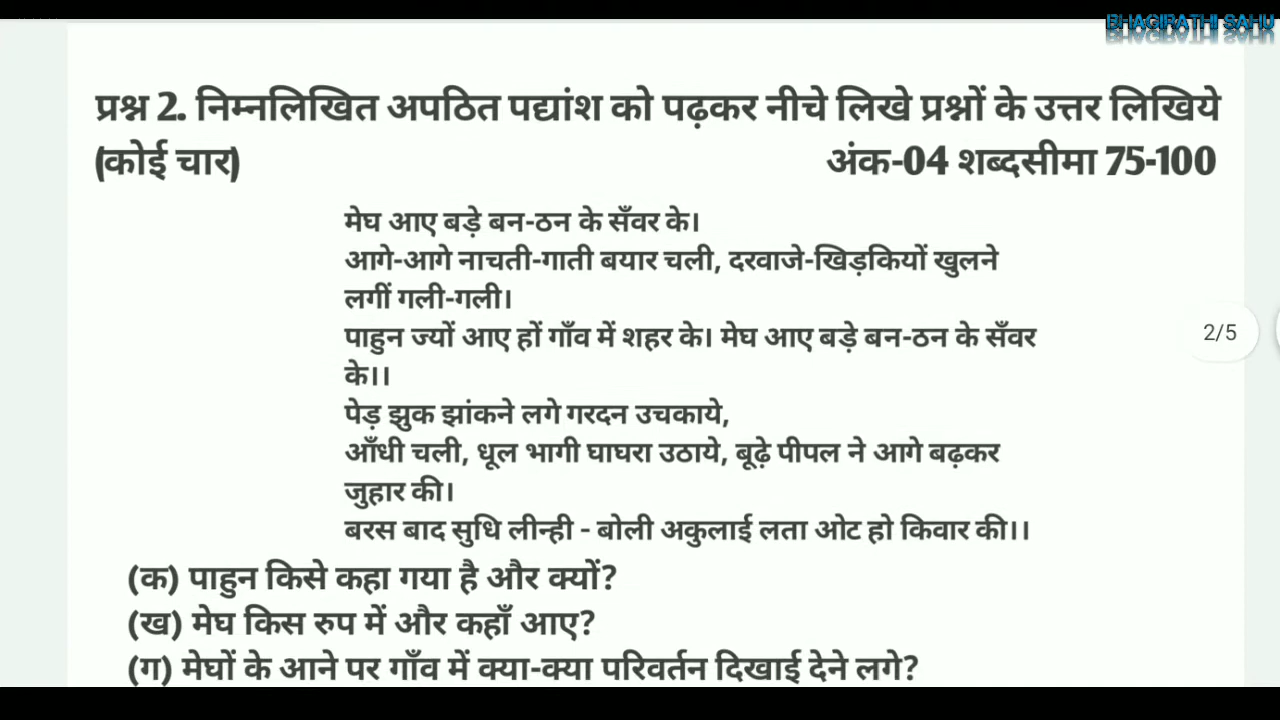 BHAGIRATHI SAHU
प्रश्न 2. निम्नलिखित अपठित पद्यांश को पढ़कर नीचे लिखे प्रश्नों के उत्तर लिखिये
(कोई चार) अंक-04 शब्दसीमा 75-100
मेघ आए बड़े बन-ठन के सँवर के।
आगे-आगे नाचती-गाती बयार चली, दरवाजे-खिड़कियों खुलने
लगीं गली-गली।
पाहुन ज्यों आए हों गाँव में शहर के। मेघ आए बड़े बन-ठन के सँवर
के।।
पेड़ झुक झांकने लगे गरदन उचकाये,
आँधी चली, धूल भागी घाघरा उठाये, बूढ़े पीपल ने आगे बढ़कर
जुहार की।
बरस बाद सुधि लीन्ही - बोली अकुलाई लता ओट हो किवार की।।
(क) पाहुन किसे कहा गया है और क्यों?
(ख) मेघ किस रुप में और कहाँ आए?
(ग) मेघों के आने पर गाँव में क्या-क्या परिवर्तन दिखाई देने लगे?
2/5